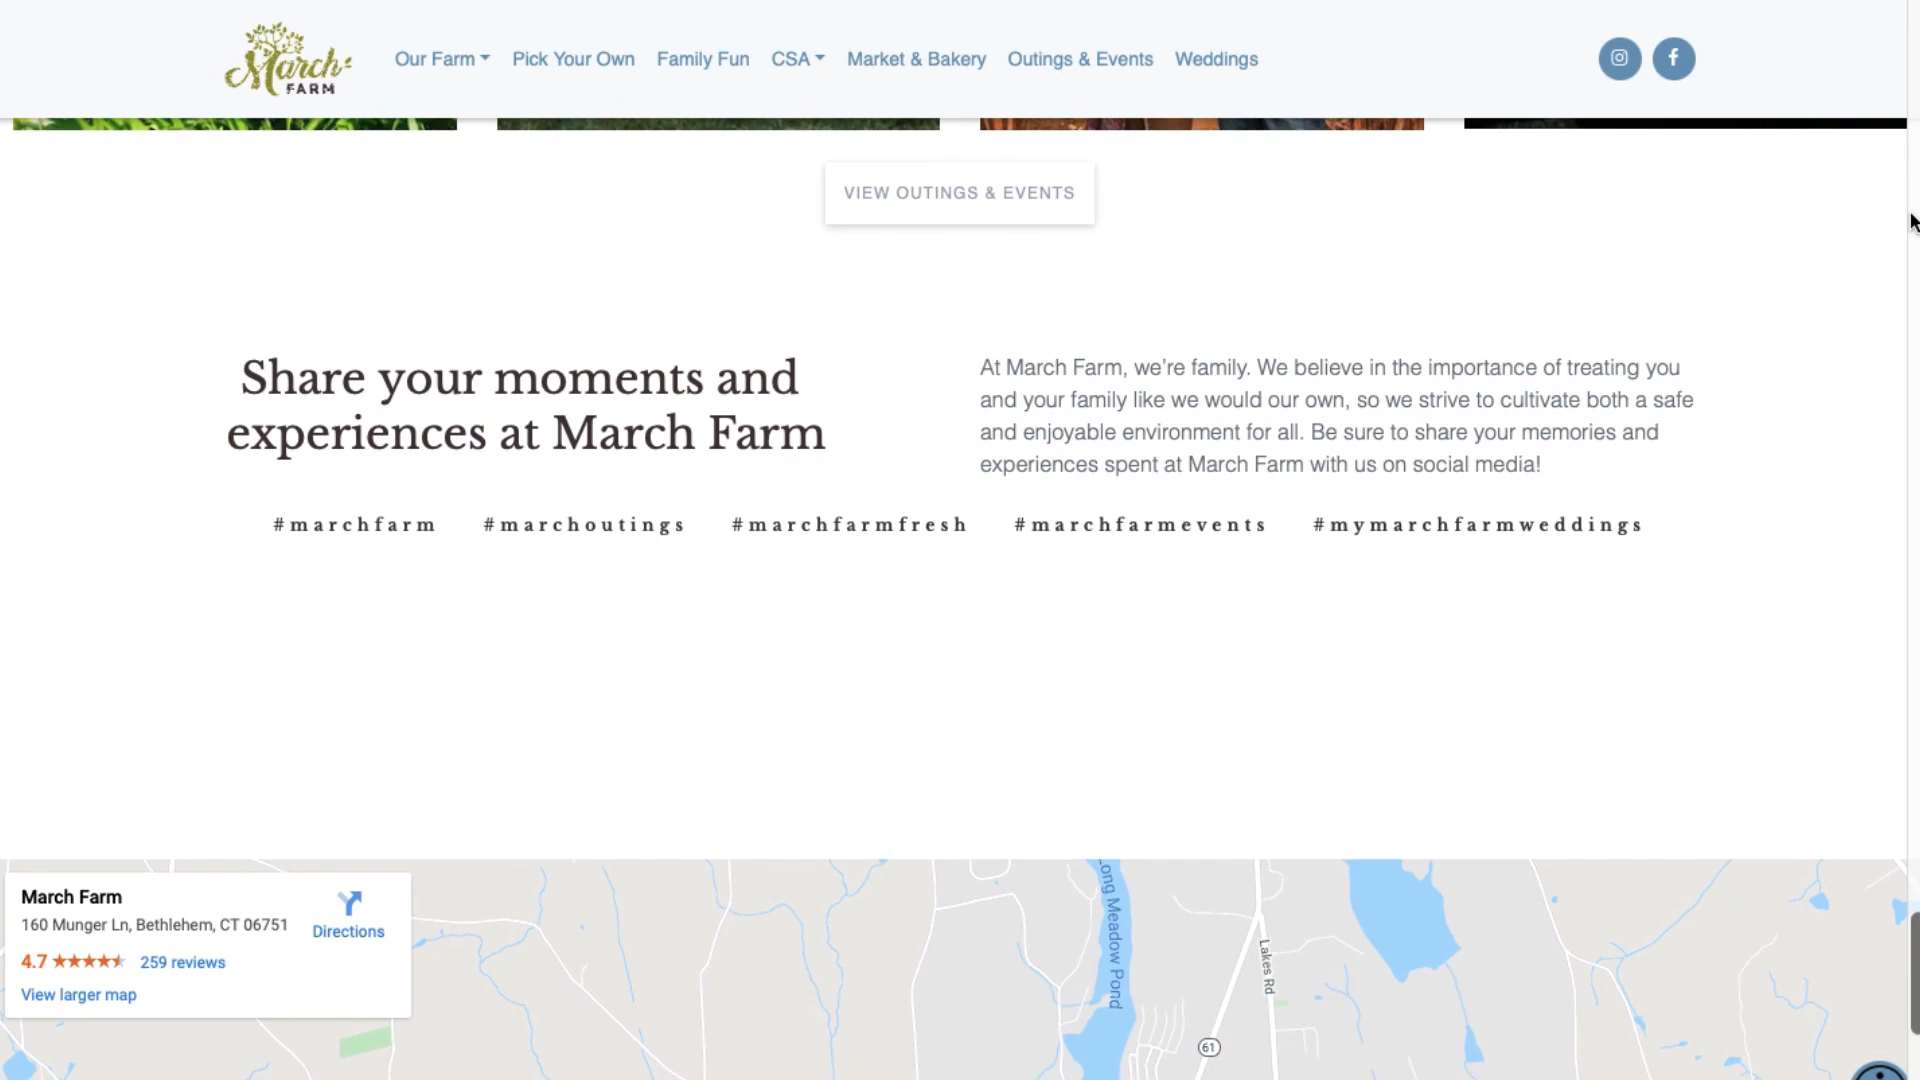 March
FARM
Our Farm
Pick Your Own
Family Fun
CSA
Market & Bakery
Outings & Events
Weddings
VIEW OUTINGS & EVENTS
Share your moments and
experiences at March Farm
At March Farm, we're family. We believe in the importance of treating you
and your family like we would our own, so we strive to cultivate both a safe
and enjoyable environment for all. Be sure to share your memories and
experiences spent at March Farm with us on social media!
#marchfarm
#marchoutings
#marchfarmfresh
#marchfarmevents
#mymarchfarmweddings
March Farm
160 Munger Ln, Bethlehem, CT 06751
Directions
4.7
259 reviews
View larger map
Long Meadow Pond
Lakes Rd
61